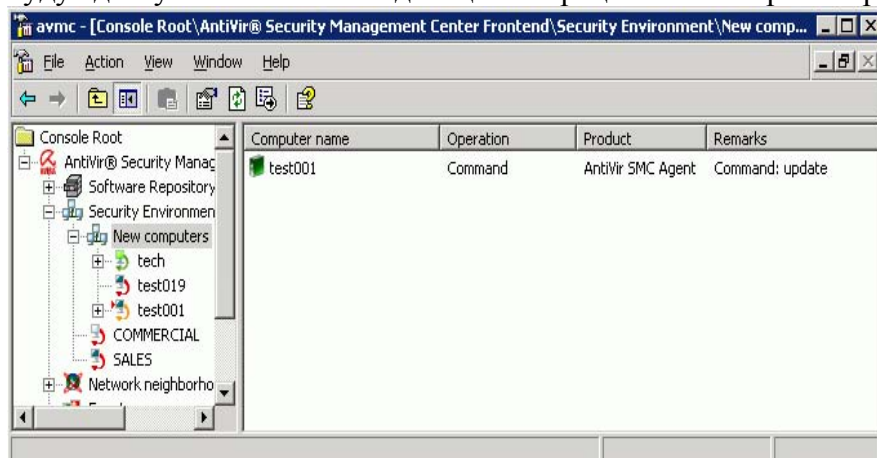 avmc - [Console Root\AntiVir® Security Management Center Frontend\Security Environment\New comp...
File Action View Window Help
Console Root
AntiVir® Security Manag
Software Repository
Security Environmen
New computers
tech
test019
test001
COMMERCIAL
SALES
Network neighborho
Computer name Operation Product Remarks
test001 Command AntiVir SMC Agent Command: update